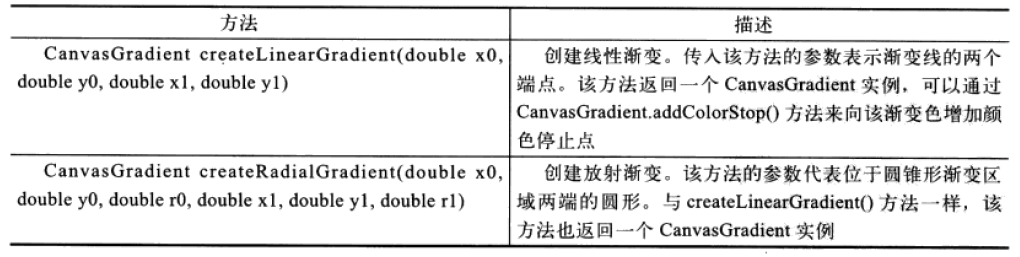 方法 描述
CanvasGradient createLinearGradient(double x0,
double y0, double x1, double y1)
创建线性渐变。传入该方法的参数表示渐变线的两个
端点。该方法返回一个 CanvasGradient 实例，可以通过
CanvasGradient.addColorStop() 方法来向该渐变色增加颜
色停止点
CanvasGradient createRadialGradient(double x0,
double y0, double r0, double x1, double y1, double r1)
创建放射渐变。该方法的参数代表位于圆锥形渐变区
域两端的圆形。与 createLinearGradient() 方法一样，该
方法也返回一个 CanvasGradient 实例